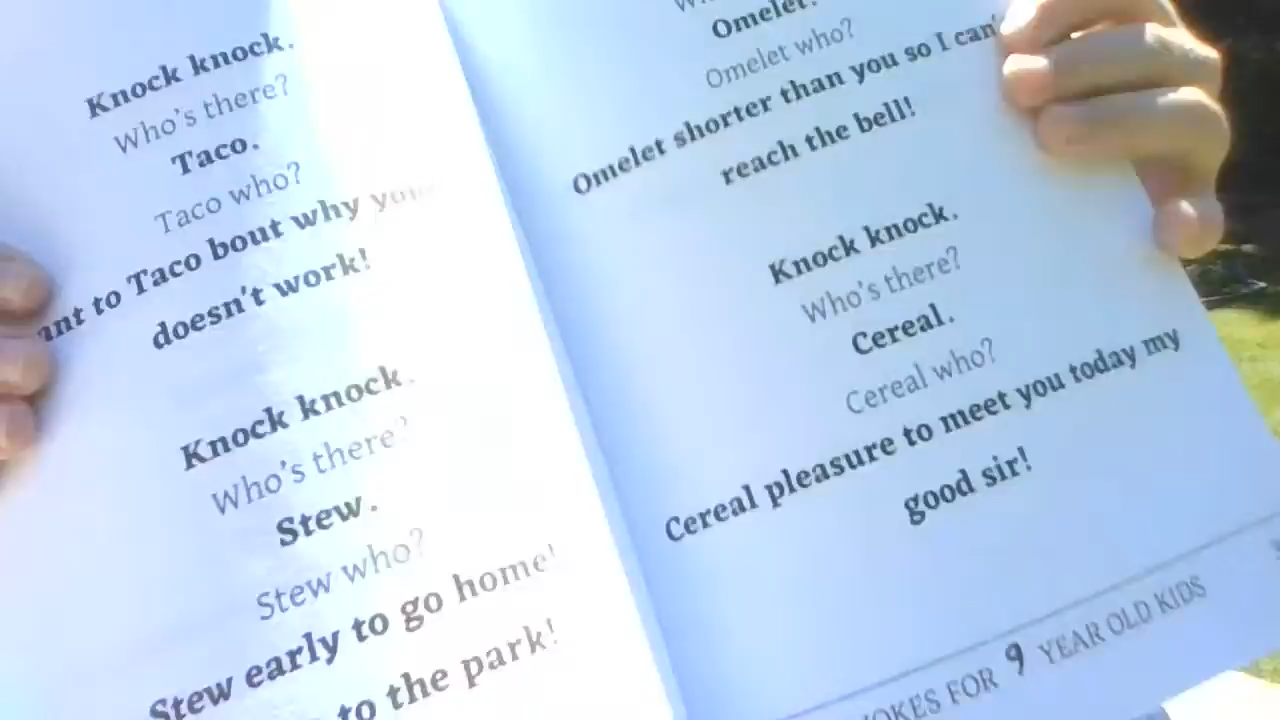 Knock knock.
Who's there?
Taco.
Taco who?
to Taco bout why
doesn't work!
Knock knock.
Who's there?
Stew.
Stew who?
Stew early to go home!
to the park!
Omelet.
Omelet who?
Omelet shorter than you so I can't
reach the bell!
Knock knock.
Who's there?
Cereal.
Cereal who?
Cereal pleasure to meet you today my
good sir!
FOR 9 YEAR OLD KIDS